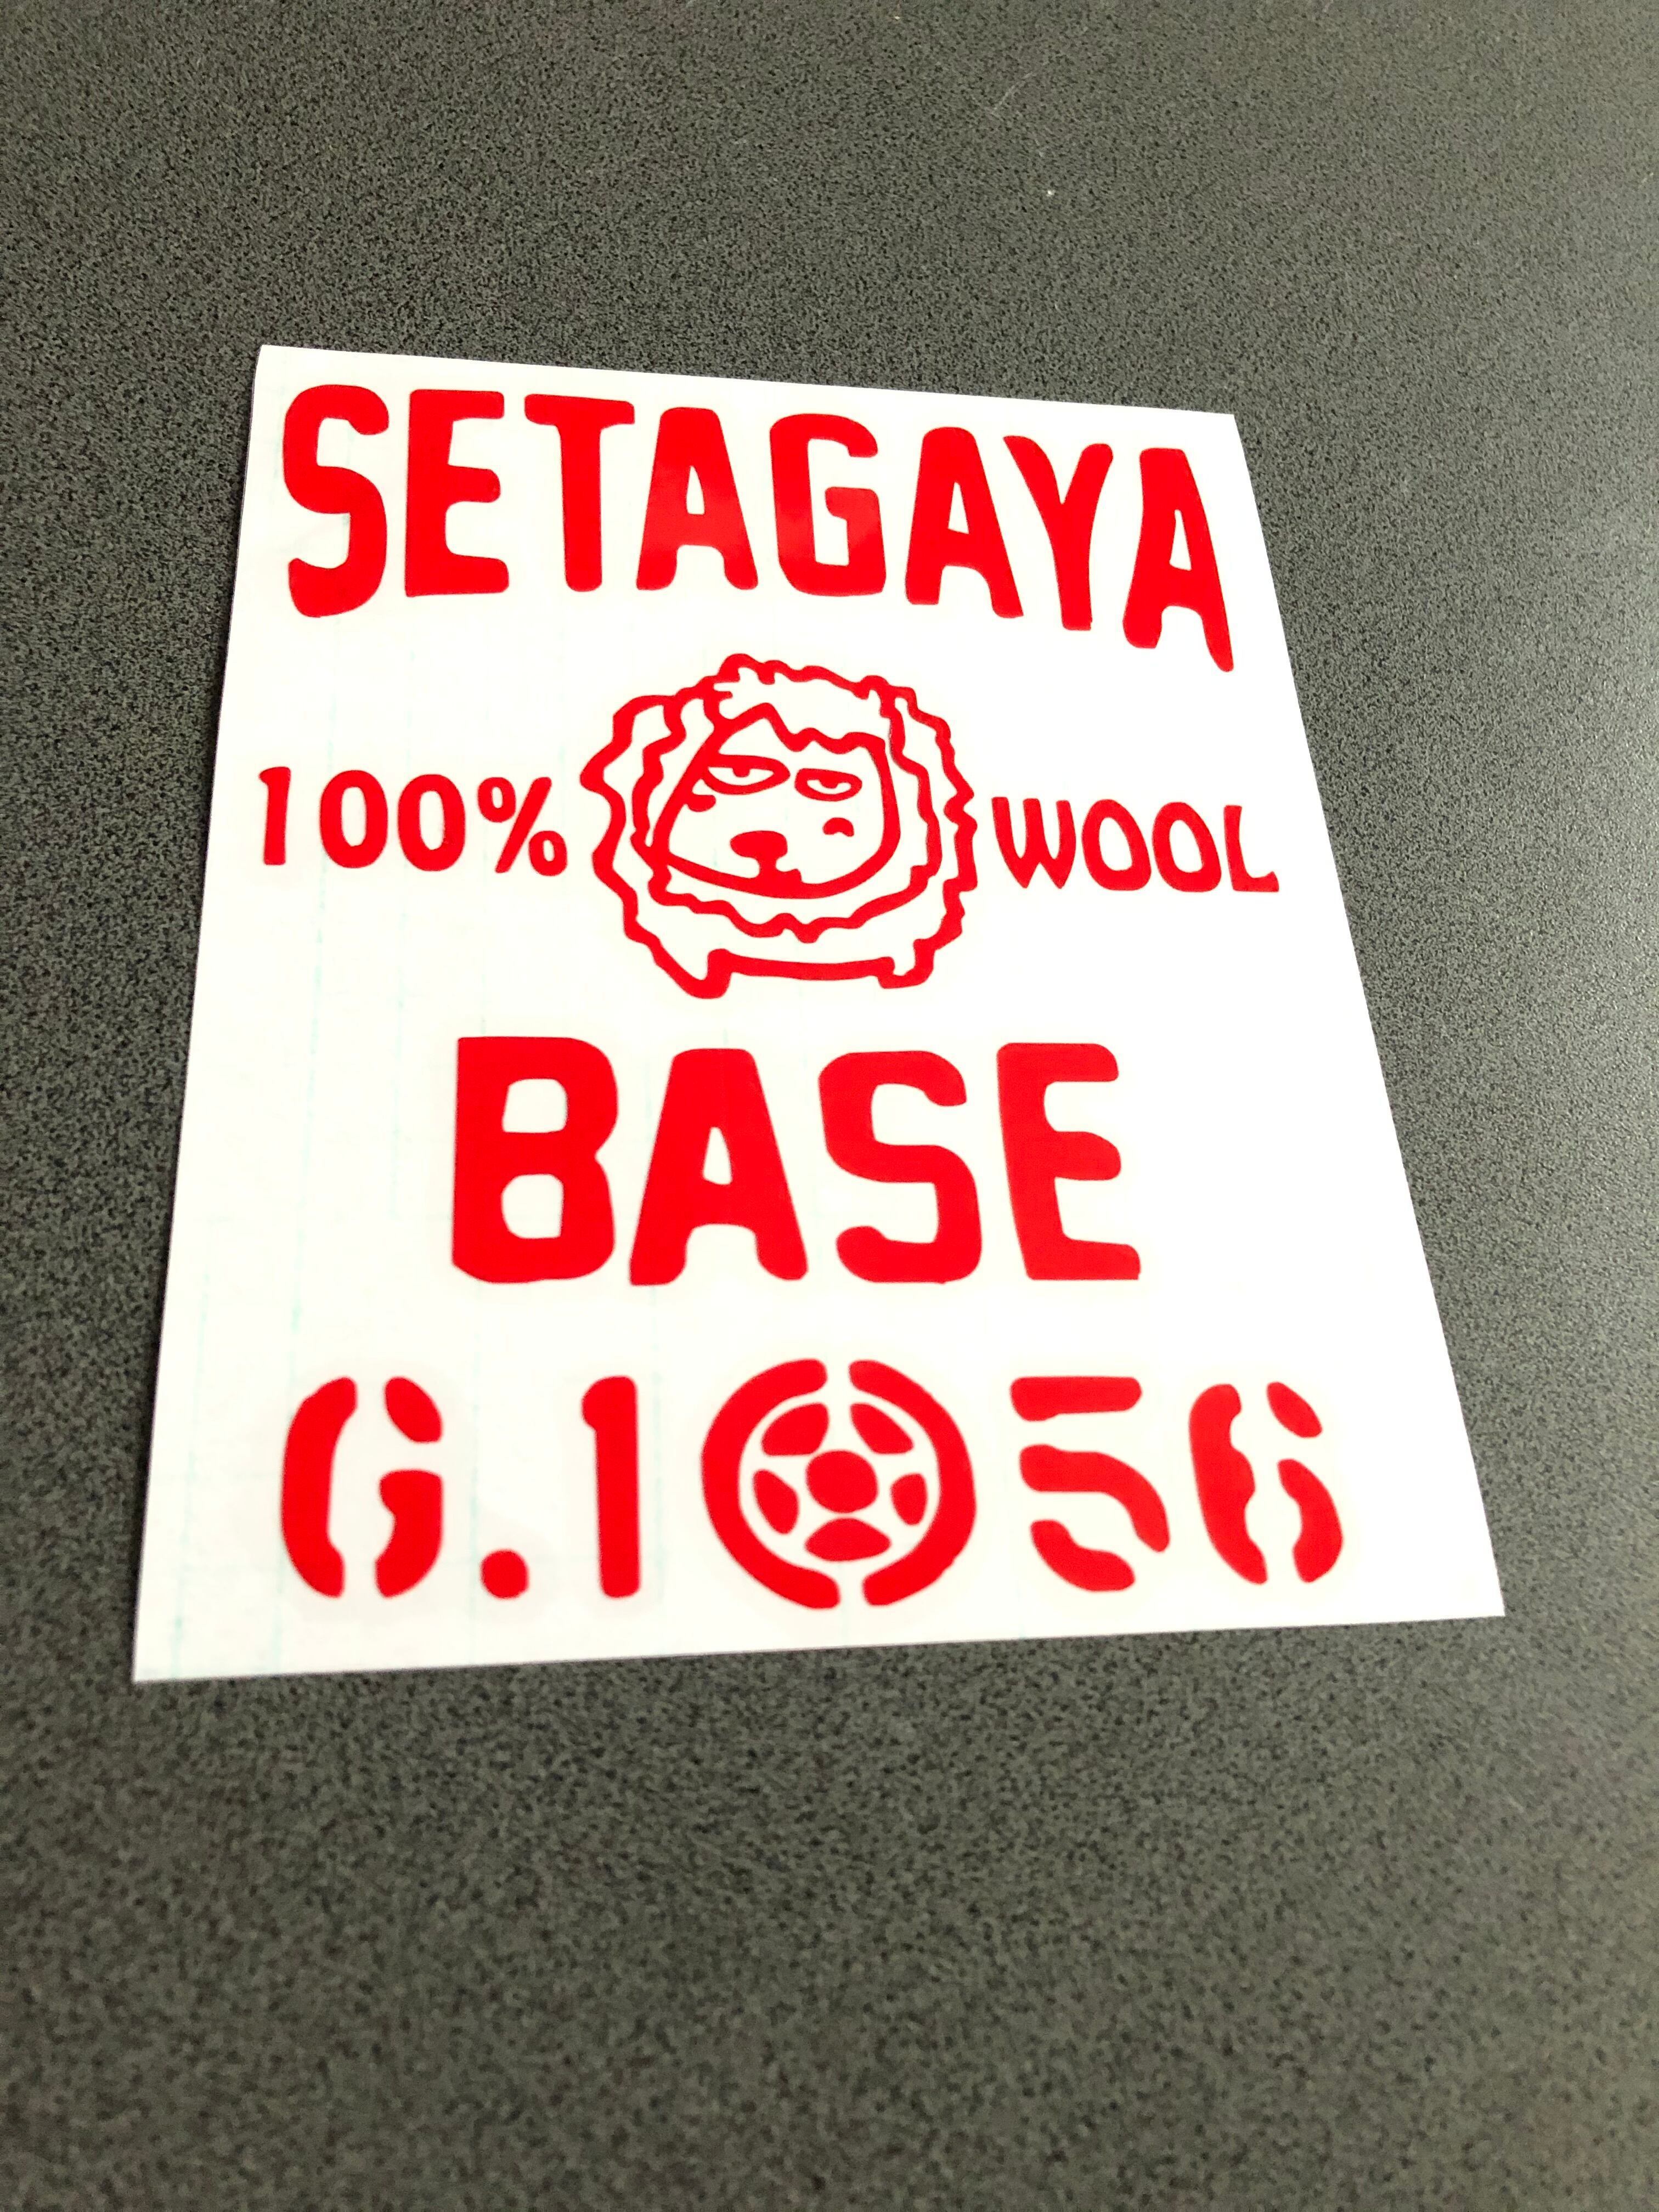 SETAGAYA
100% WOOL
BASE
G.1056